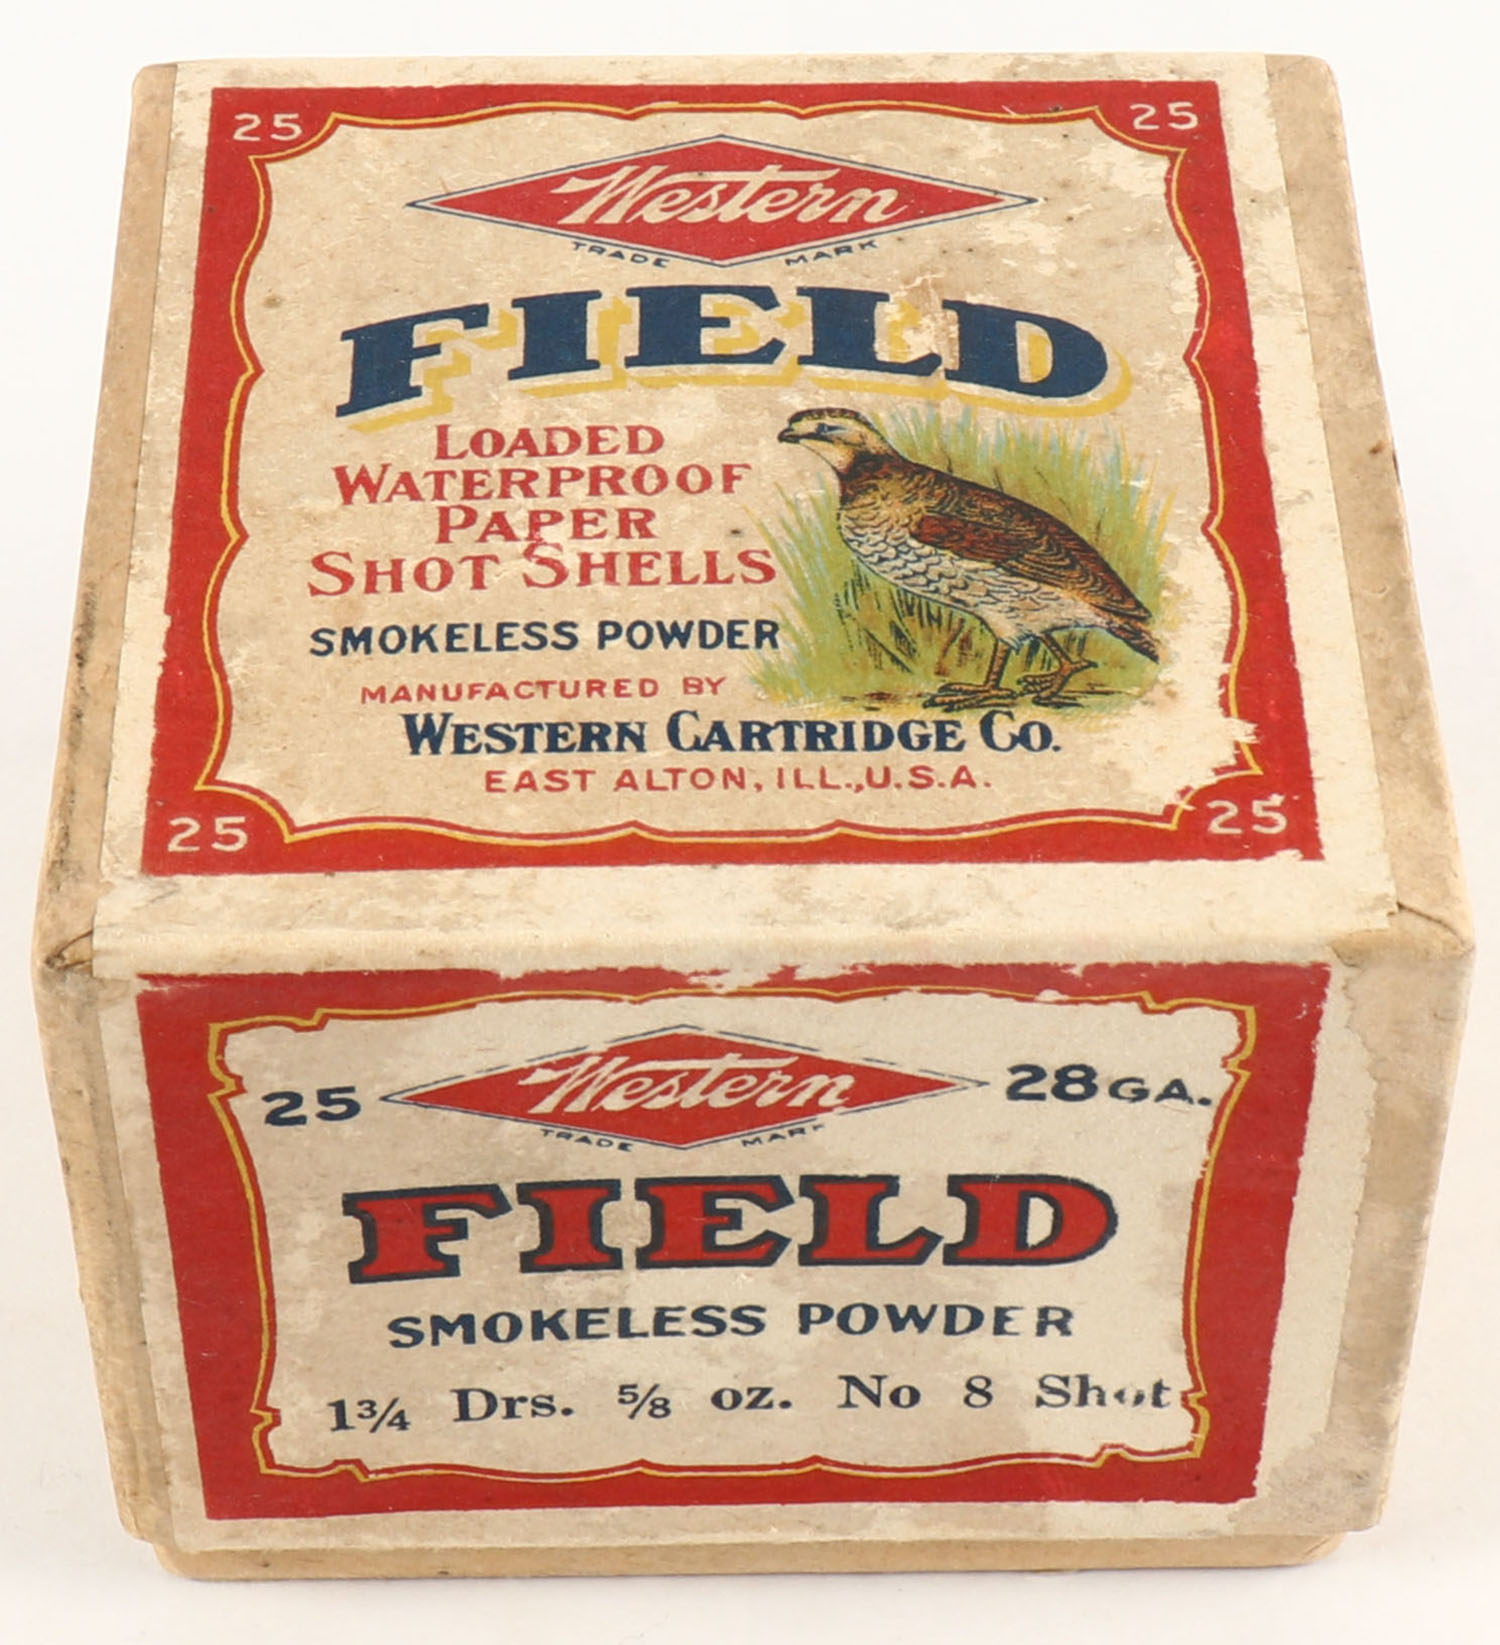 25 25
Western
TRADE MARK
FIELD
LOADED
WATERPROOF
PAPER
SHOT SHELLS
SMOKELESS POWDER
MANUFACTURED BY
WESTERN CARTRIDGE CO.
EAST ALTON, ILL., U.S.A.
25 25
25 Western 28 GA.
TRADE MARK
FIELD
SMOKELESS POWDER
1¾ Drs. ⅝ oz. No 8 Shot